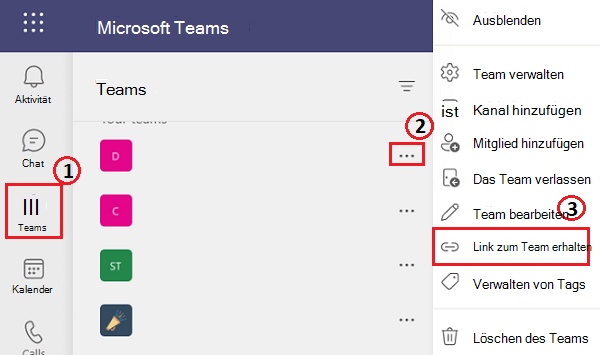 Microsoft Teams
Ausblenden
Aktivität
Chat
1
Teams
Kalender
Calls
Teams
Your teams
D
2
C
ST
Team verwalten
ist Kanal hinzufügen
Mitglied hinzufügen
Das Team verlassen
Team bearbeiten
3
Link zum Team erhalten
Verwalten von Tags
Löschen des Teams